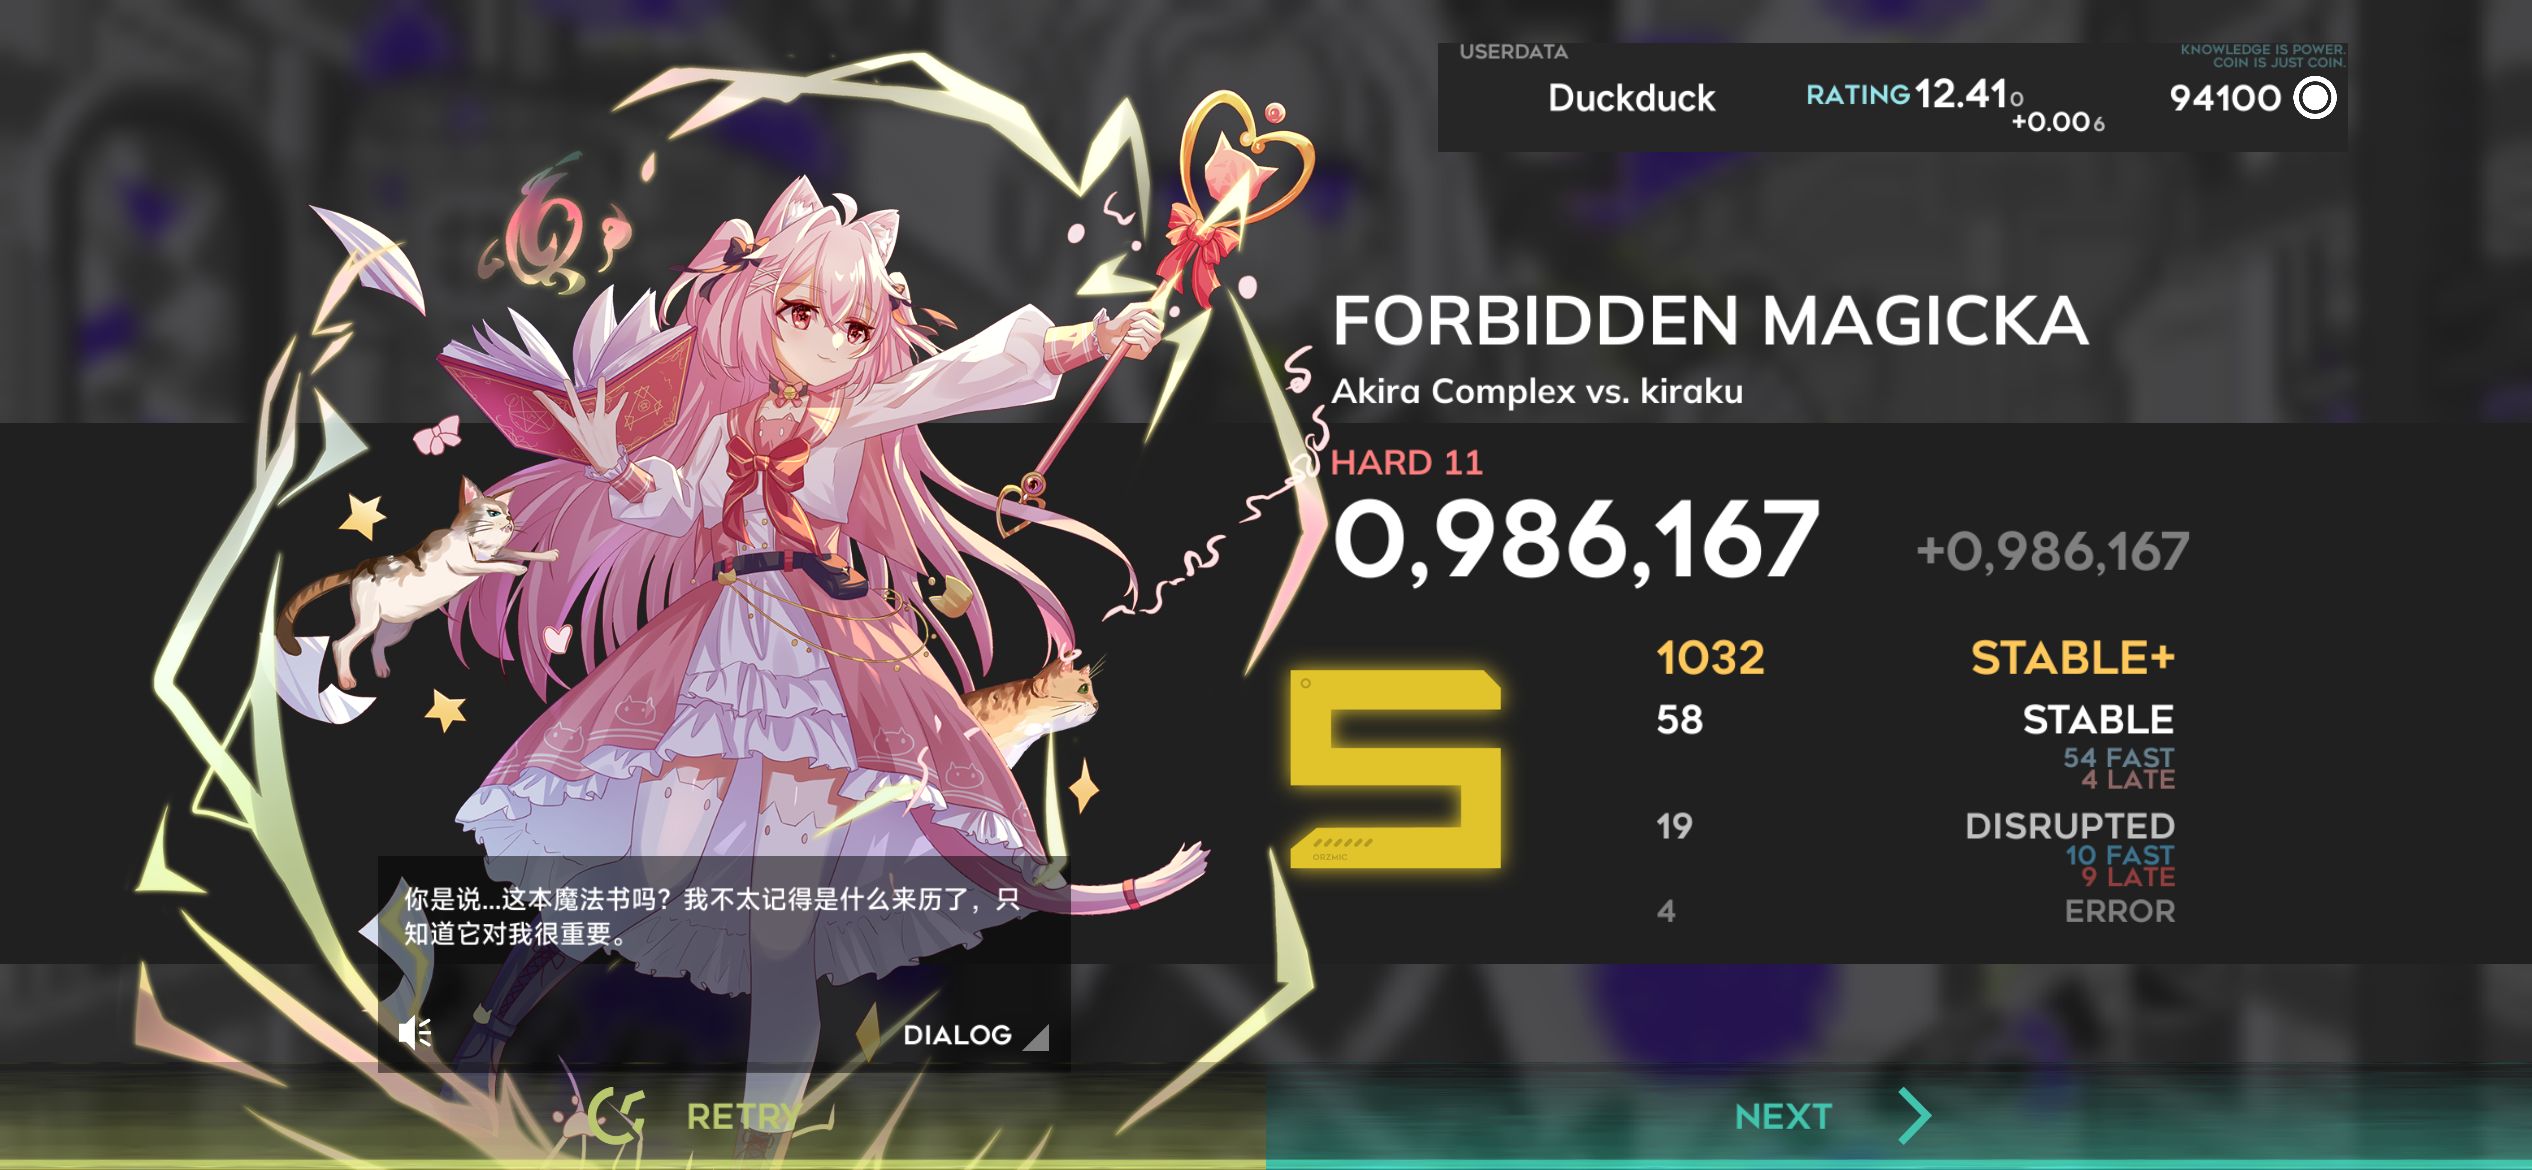 USERDATA
Duckduck
RATING 12.410
+0.006
KNOWLEDGE IS POWER.
COIN IS JUST COIN.
94100
FORBIDDEN MAGICKA
Akira Complex vs. kiraku
HARD 11
0,986,167
+0,986,167
1032 STABLE+
58 STABLE
54 FAST
4 LATE
19 DISRUPTED
10 FAST
9 LATE
4 ERROR
S
ORZMIC
你是说...这本魔法书吗？我不太记得是什么来历了，只
知道它对我很重要。
DIALOG
RETRY
NEXT